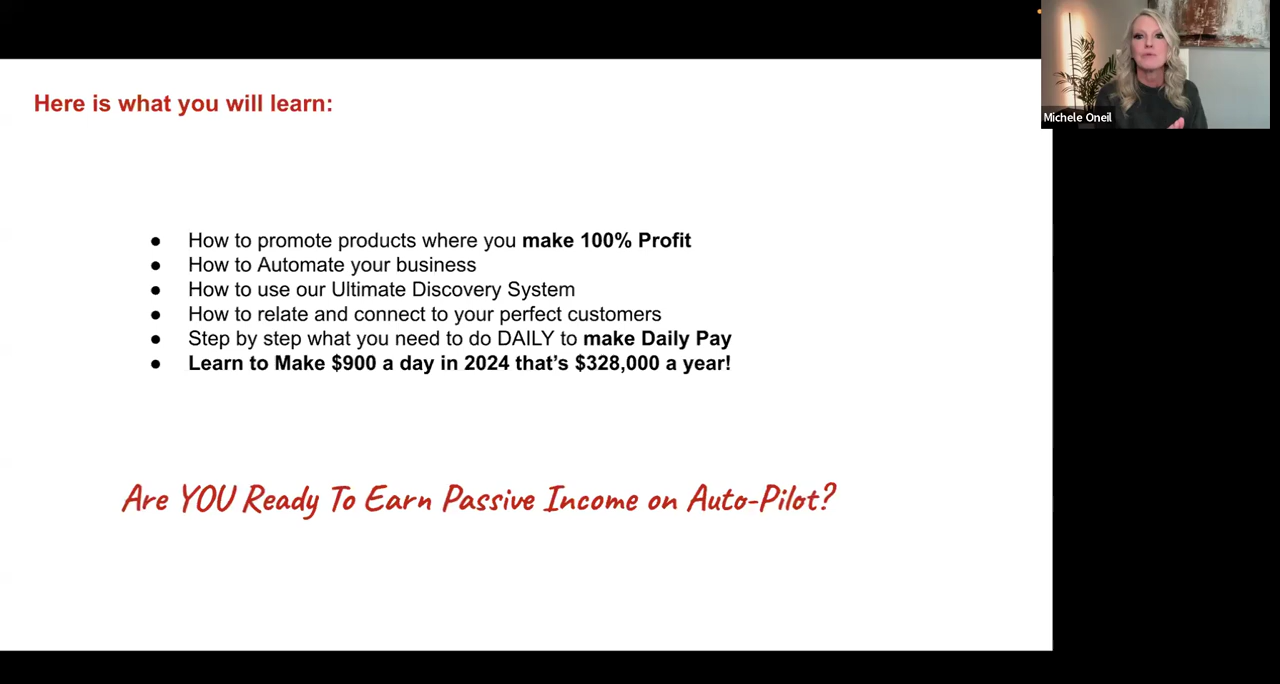 Here is what you will learn:
● How to promote products where you make 100% Profit
● How to Automate your business
● How to use our Ultimate Discovery System
● How to relate and connect to your perfect customers
● Step by step what you need to do DAILY to make Daily Pay
● Learn to Make $900 a day in 2024 that’s $328,000 a year!
Are YOU Ready To Earn Passive Income on Auto-Pilot?
Michele Oneil